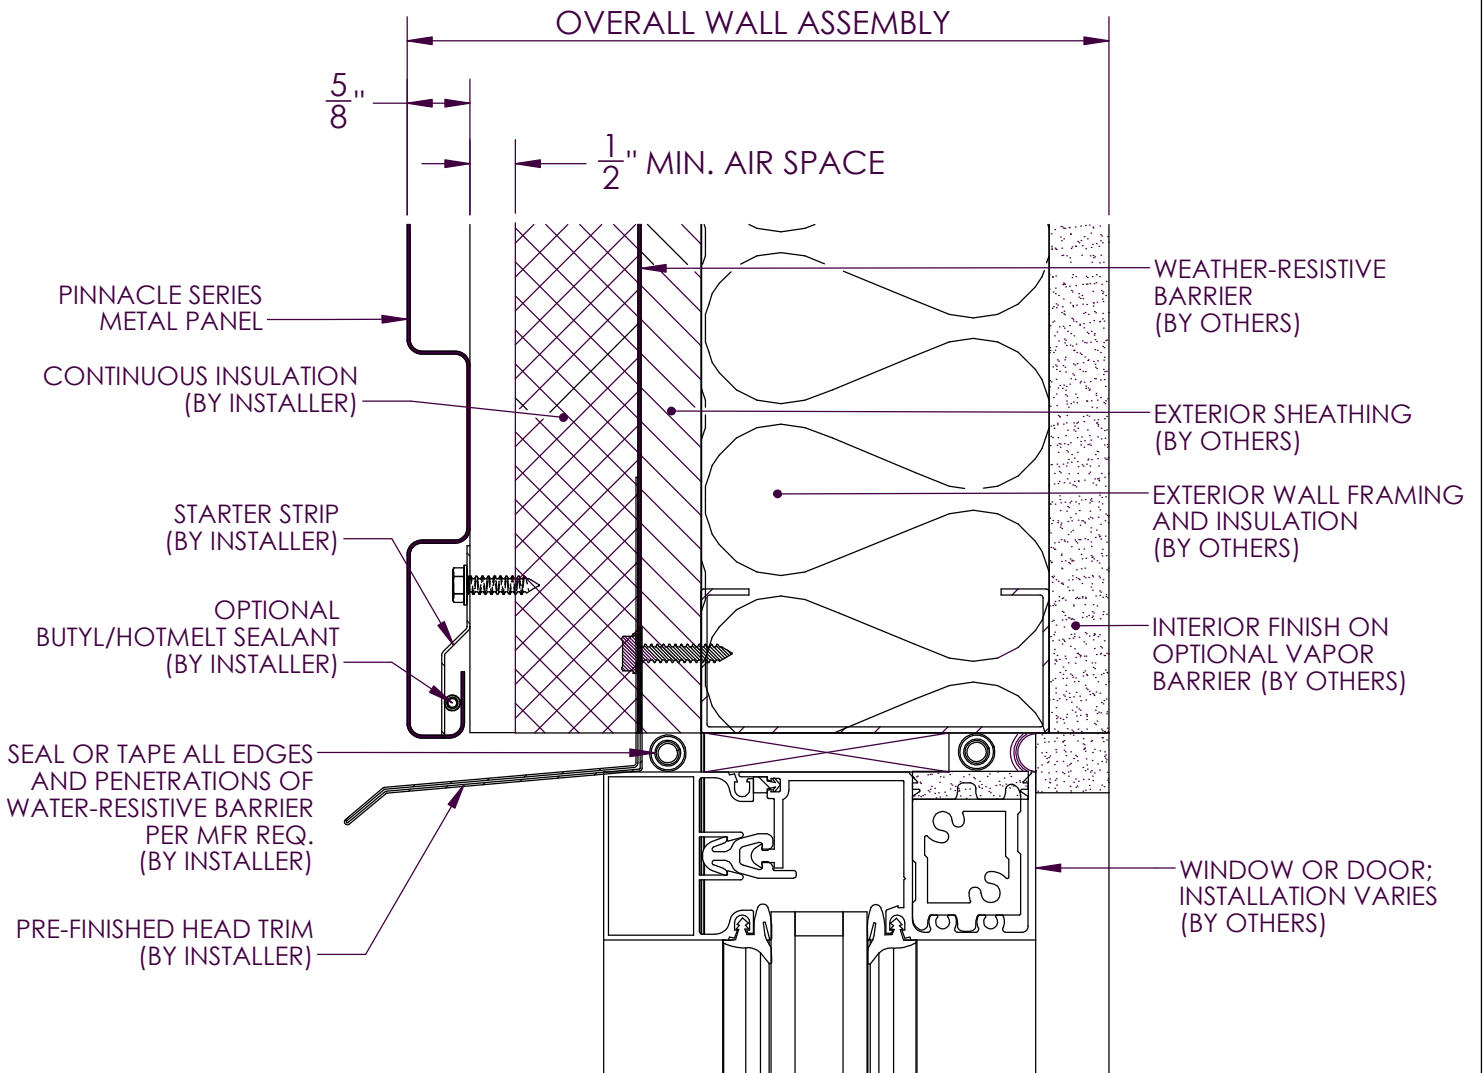 OVERALL WALL ASSEMBLY
5/8"
1/2" MIN. AIR SPACE
PINNACLE SERIES
METAL PANEL
CONTINUOUS INSULATION
(BY INSTALLER)
STARTER STRIP
(BY INSTALLER)
OPTIONAL
BUTYL/HOTMELT SEALANT
(BY INSTALLER)
SEAL OR TAPE ALL EDGES
AND PENETRATIONS OF
WATER-RESISTIVE BARRIER
PER MFR REQ.
(BY INSTALLER)
PRE-FINISHED HEAD TRIM
(BY INSTALLER)
WEATHER-RESISTIVE
BARRIER
(BY OTHERS)
EXTERIOR SHEATHING
(BY OTHERS)
EXTERIOR WALL FRAMING
AND INSULATION
(BY OTHERS)
INTERIOR FINISH ON
OPTIONAL VAPOR
BARRIER (BY OTHERS)
WINDOW OR DOOR;
INSTALLATION VARIES
(BY OTHERS)